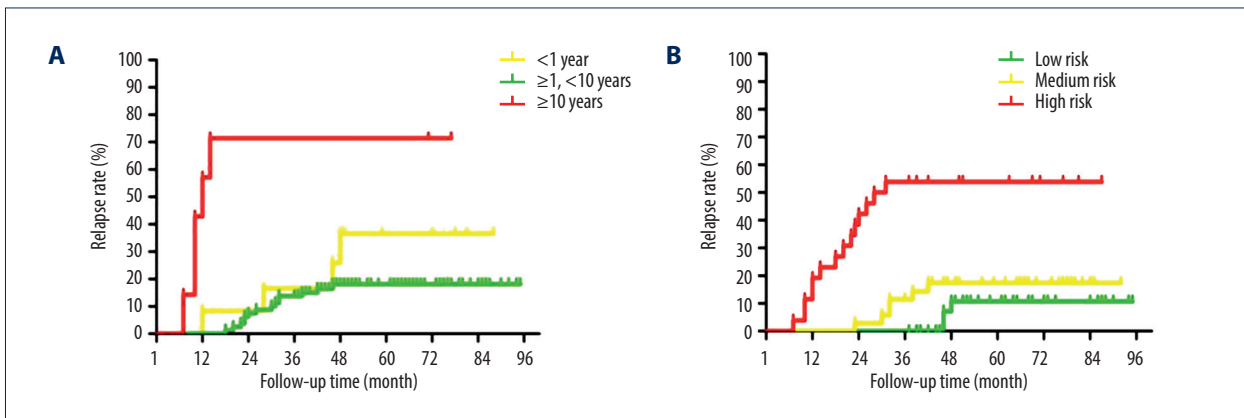 A
<1 year
≥1, <10 years
≥10 years
Relapse rate (%)
100
90
80
70
60
50
40
30
20
10
0
1 12 24 36 48 60 72 84 96
Follow-up time (month)
B
Low risk
Medium risk
High risk
Relapse rate (%)
100
90
80
70
60
50
40
30
20
10
0
1 12 24 36 48 60 72 84 96
Follow-up time (month)